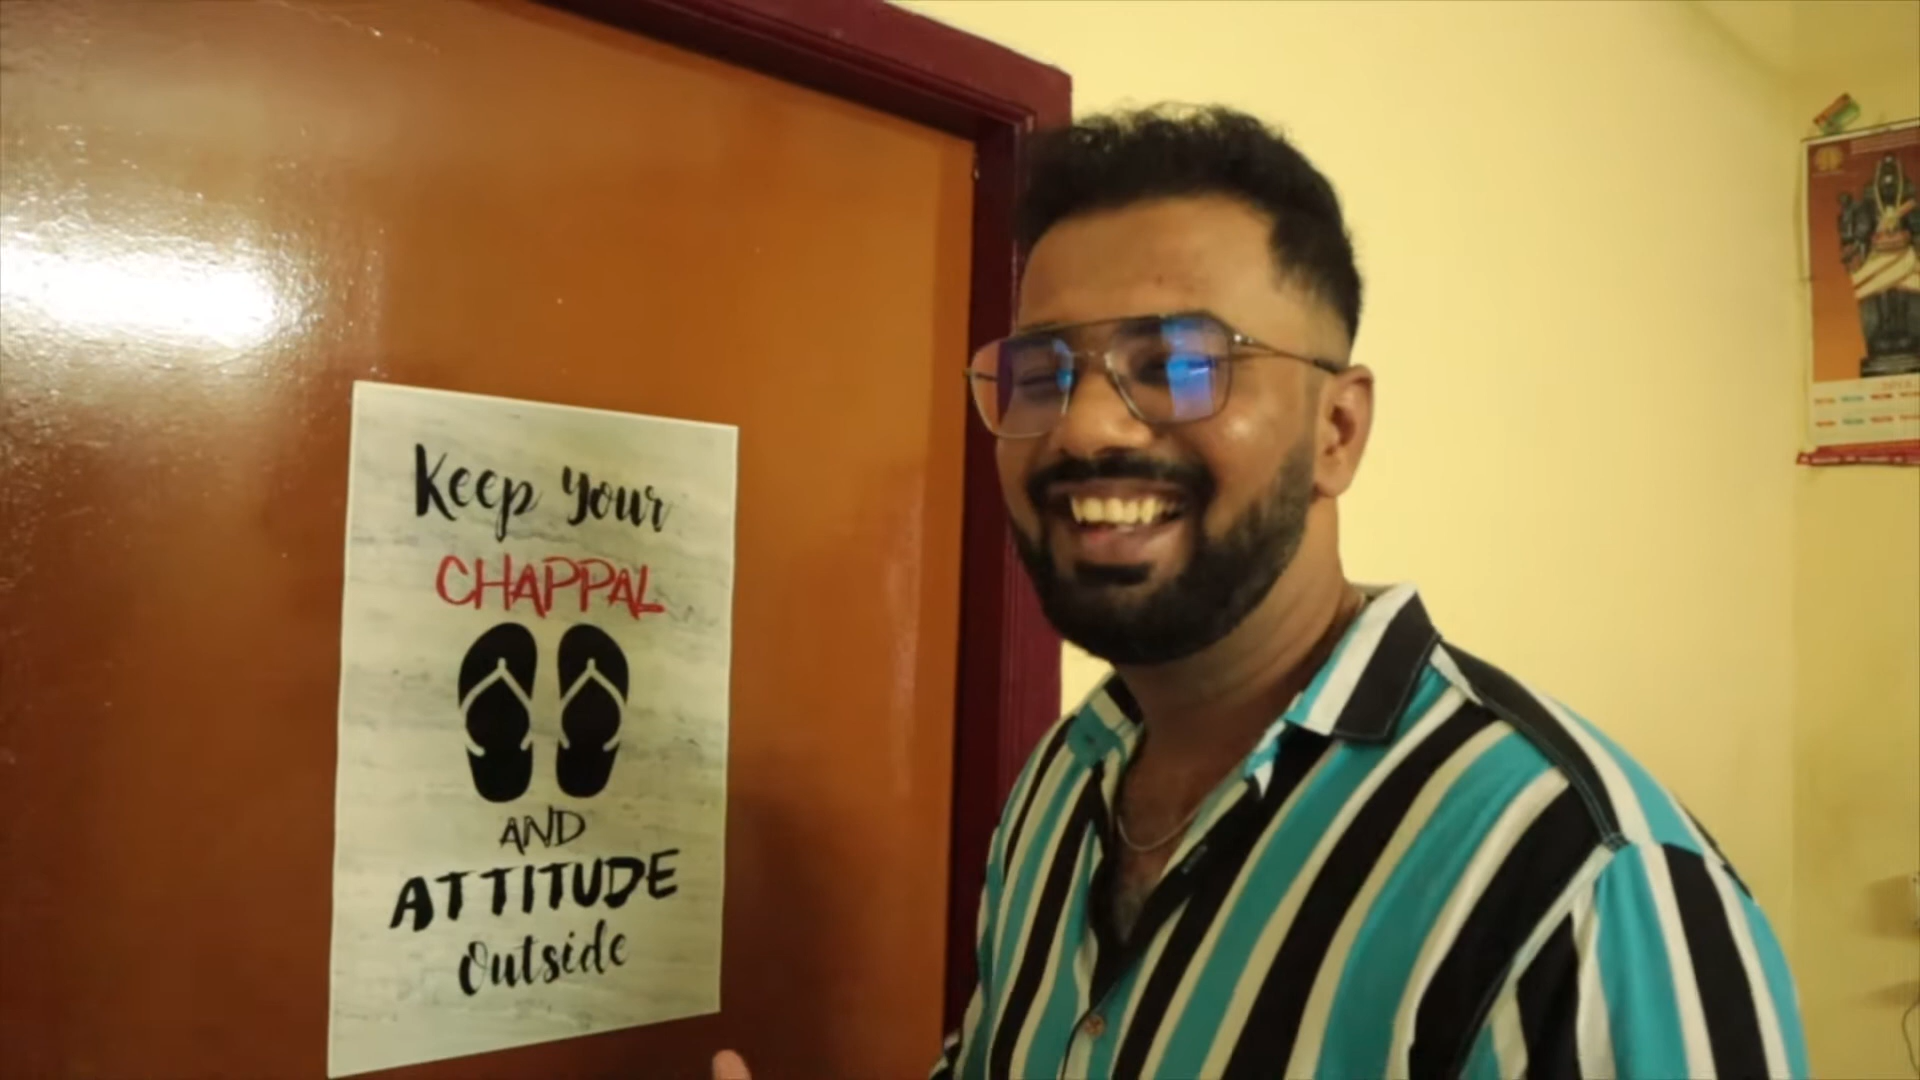 Keep Your
CHAPPAL
AND
ATTITUDE
Outside